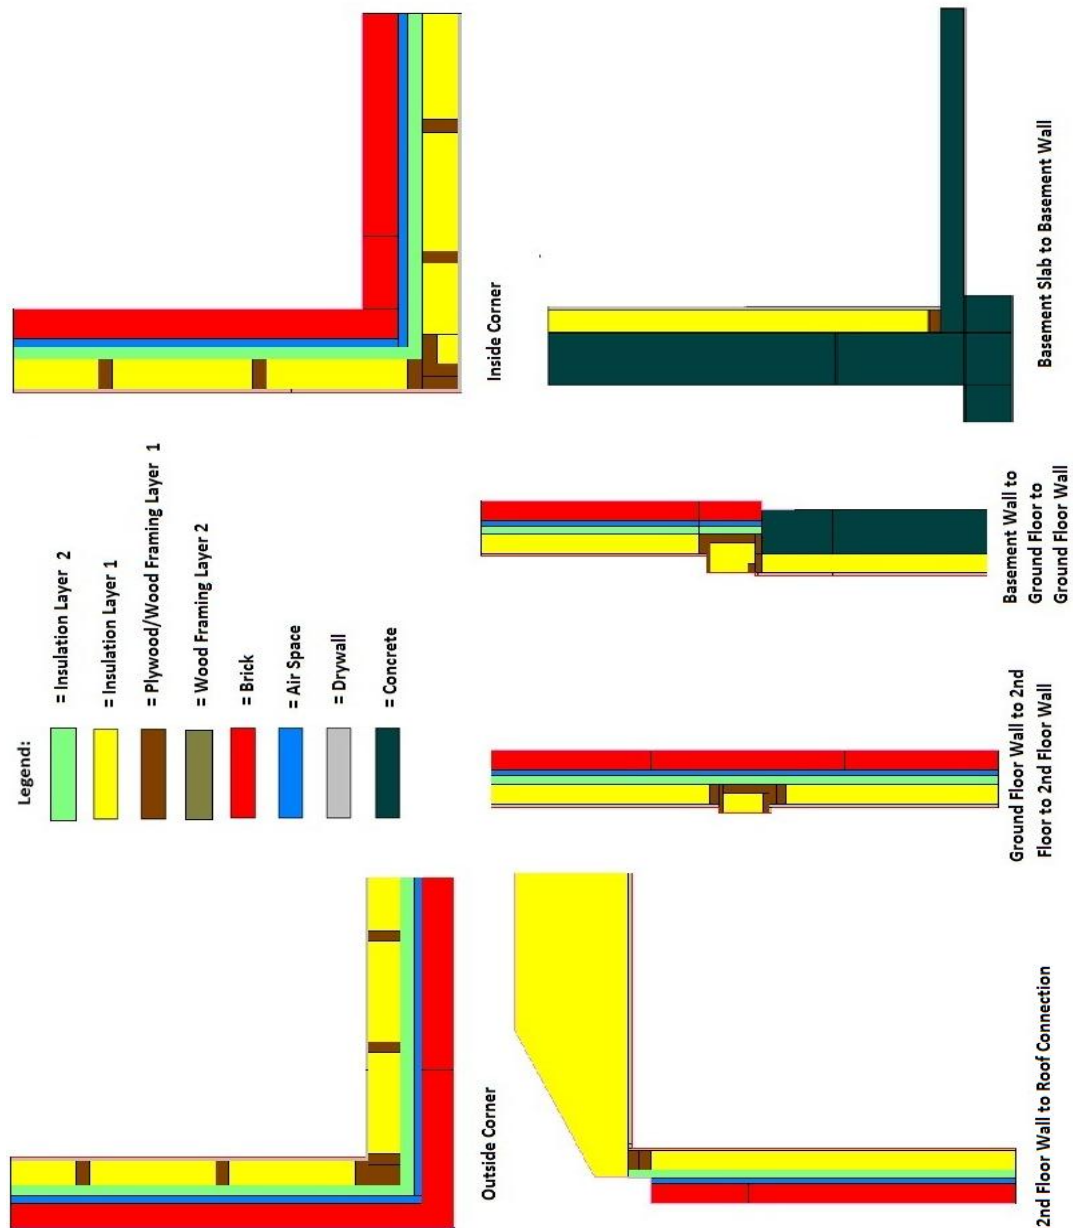 Legend:
= Insulation Layer 2
= Insulation Layer 1
= Plywood/Wood Framing Layer 1
= Wood Framing Layer 2
= Brick
= Air Space
= Drywall
= Concrete
Outside Corner
Inside Corner
2nd Floor Wall to Roof Connection
Ground Floor Wall to 2nd
Floor to 2nd Floor Wall
Basement Wall to
Ground Floor to
Ground Floor Wall
Basement Slab to Basement Wall